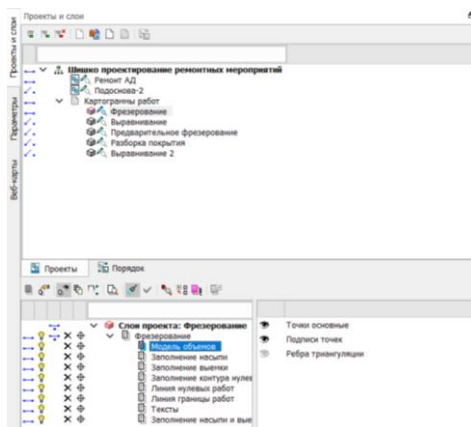 Проекты и слои
Проекты и слои
Параметры
Веб-карты
Шишко проектирование ремонтных мероприятий
Ремонт АД
Подоснова-2
Картограммы работ
Фрезерование
Выравнивание
Предварительное фрезерование
Разборка покрытия
Выравнивание 2
Проекты
Порядок
Слои проекта: Фрезерование
Фрезерование
Модель объемов
Заполнение насыпи
Заполнение выемки
Заполнение контура нулев
Линия нулевых работ
Линия границы работ
Тексты
Заполнение насыпи и вые
Точки основные
Подписи точек
Ребра триангуляции